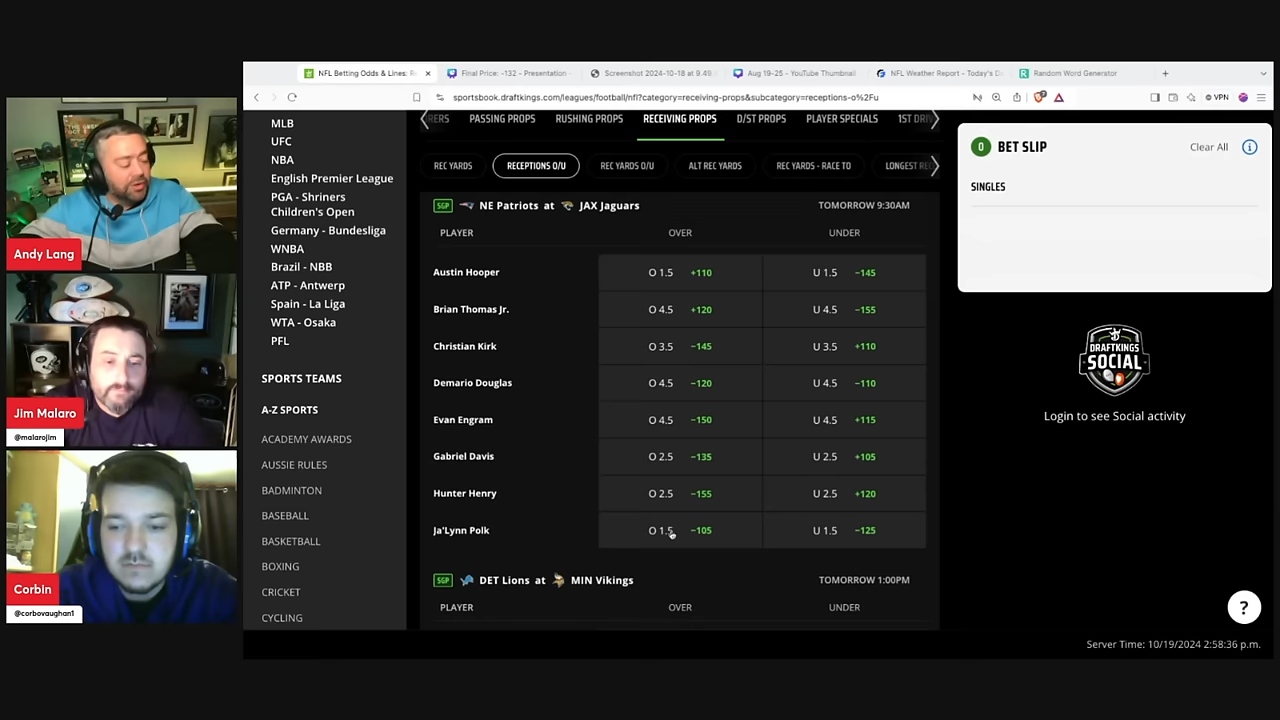 Andy Lang
Jim Malaro
@malarojim
Corbin
@corbovaughan1
NFL Betting Odds & Lines: Re
Final Price: -132 - Presentation
Screenshot 2024-10-18 at 9.49.
Aug 19-25 - YouTube Thumbnail
NFL Weather Report - Today's D
Random Word Generator
sportsbook.draftkings.com/leagues/football/nfl?category=receiving-props&subcategory=receptions-o%2Fu
VPN
MLB
UFC
NBA
English Premier League
PGA - Shriners
Children's Open
Germany - Bundesliga
WNBA
Brazil - NBB
ATP - Antwerp
Spain - La Liga
WTA - Osaka
PFL
SPORTS TEAMS
A-Z SPORTS
ACADEMY AWARDS
AUSSIE RULES
BADMINTON
BASEBALL
BASKETBALL
BOXING
CRICKET
CYCLING
RERS PASSING PROPS RUSHING PROPS RECEIVING PROPS D/ST PROPS PLAYER SPECIALS 1ST DRIV
REC YARDS RECEPTIONS O/U REC YARDS O/U ALT REC YARDS REC YARDS - RACE TO LONGEST REC
SGP NE Patriots at JAX Jaguars TOMORROW 9:30AM
PLAYER OVER UNDER
Austin Hooper O 1.5 +110 U 1.5 −145
Brian Thomas Jr. O 4.5 +120 U 4.5 −155
Christian Kirk O 3.5 −145 U 3.5 +110
Demario Douglas O 4.5 −120 U 4.5 −110
Evan Engram O 4.5 −150 U 4.5 +115
Gabriel Davis O 2.5 −135 U 2.5 +105
Hunter Henry O 2.5 −155 U 2.5 +120
Ja'Lynn Polk O 1.5 −105 U 1.5 −125
SGP DET Lions at MIN Vikings TOMORROW 1:00PM
PLAYER OVER UNDER
0 BET SLIP Clear All
SINGLES
DRAFTKINGS
SOCIAL
Login to see Social activity
?
Server Time: 10/19/2024 2:58:36 p.m.